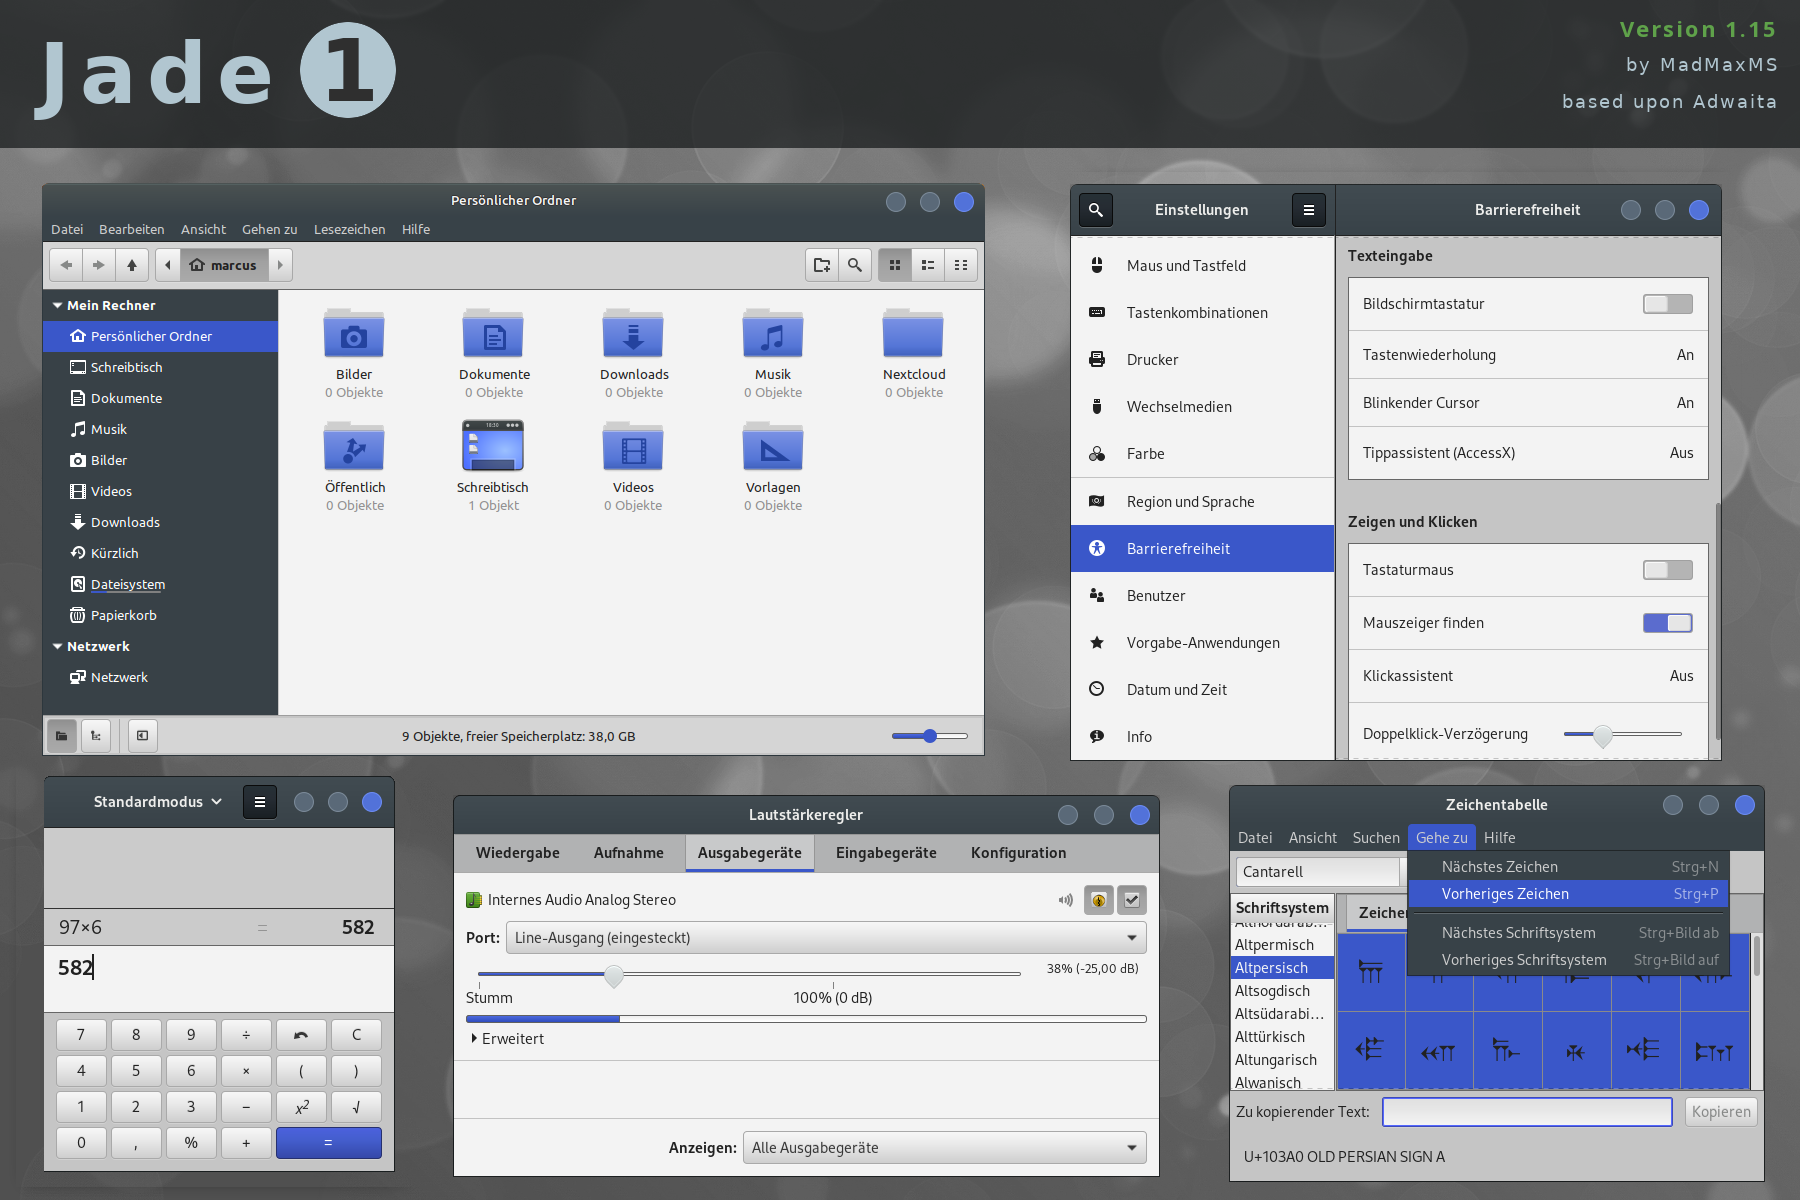 Jade 1
Version 1.15
by MadMaxMS
based upon Adwaita
Persönlicher Ordner
Datei Bearbeiten Ansicht Gehen zu Lesezeichen Hilfe
marcus
Mein Rechner
Persönlicher Ordner
Schreibtisch
Dokumente
Musik
Bilder
Videos
Downloads
Kürzlich
Dateisystem
Papierkorb
Netzwerk
Netzwerk
Bilder Dokumente Downloads Musik Nextcloud
0 Objekte 0 Objekte 0 Objekte 0 Objekte 0 Objekte
Öffentlich Schreibtisch Videos Vorlagen
0 Objekte 1 Objekt 0 Objekte 0 Objekte
9 Objekte, freier Speicherplatz: 38,0 GB
Einstellungen
Barrierefreiheit
Maus und Tastfeld
Tastenkombinationen
Drucker
Wechselmedien
Farbe
Region und Sprache
Barrierefreiheit
Benutzer
Vorgabe-Anwendungen
Datum und Zeit
Info
Texteingabe
Bildschirmtastatur
Tastenwiederholung An
Blinkender Cursor An
Tippassistent (AccessX) Aus
Zeigen und Klicken
Tastaturmaus
Mauszeiger finden
Klickassistent Aus
Doppelklick-Verzögerung
Standardmodus
97×6 = 582
582
7 8 9 ÷ C
4 5 6 × ( )
1 2 3 − x² √
0 , % + =
Lautstärkeregler
Wiedergabe Aufnahme Ausgabegeräte Eingabegeräte Konfiguration
Internes Audio Analog Stereo
Port: Line-Ausgang (eingesteckt)
38% (-25,00 dB)
Stumm 100% (0 dB)
Erweitert
Anzeigen: Alle Ausgabegeräte
Zeichentabelle
Datei Ansicht Suchen Gehe zu Hilfe
Nächstes Zeichen Strg+N
Vorheriges Zeichen Strg+P
Nächstes Schriftsystem Strg+Bild ab
Vorheriges Schriftsystem Strg+Bild auf
Cantarell
Schriftsystem
Altpermisch
Altpersisch
Altsogdisch
Altsüdarabi...
Alttürkisch
Altungarisch
Alwanisch
Zu kopierender Text: Kopieren
U+103A0 OLD PERSIAN SIGN A